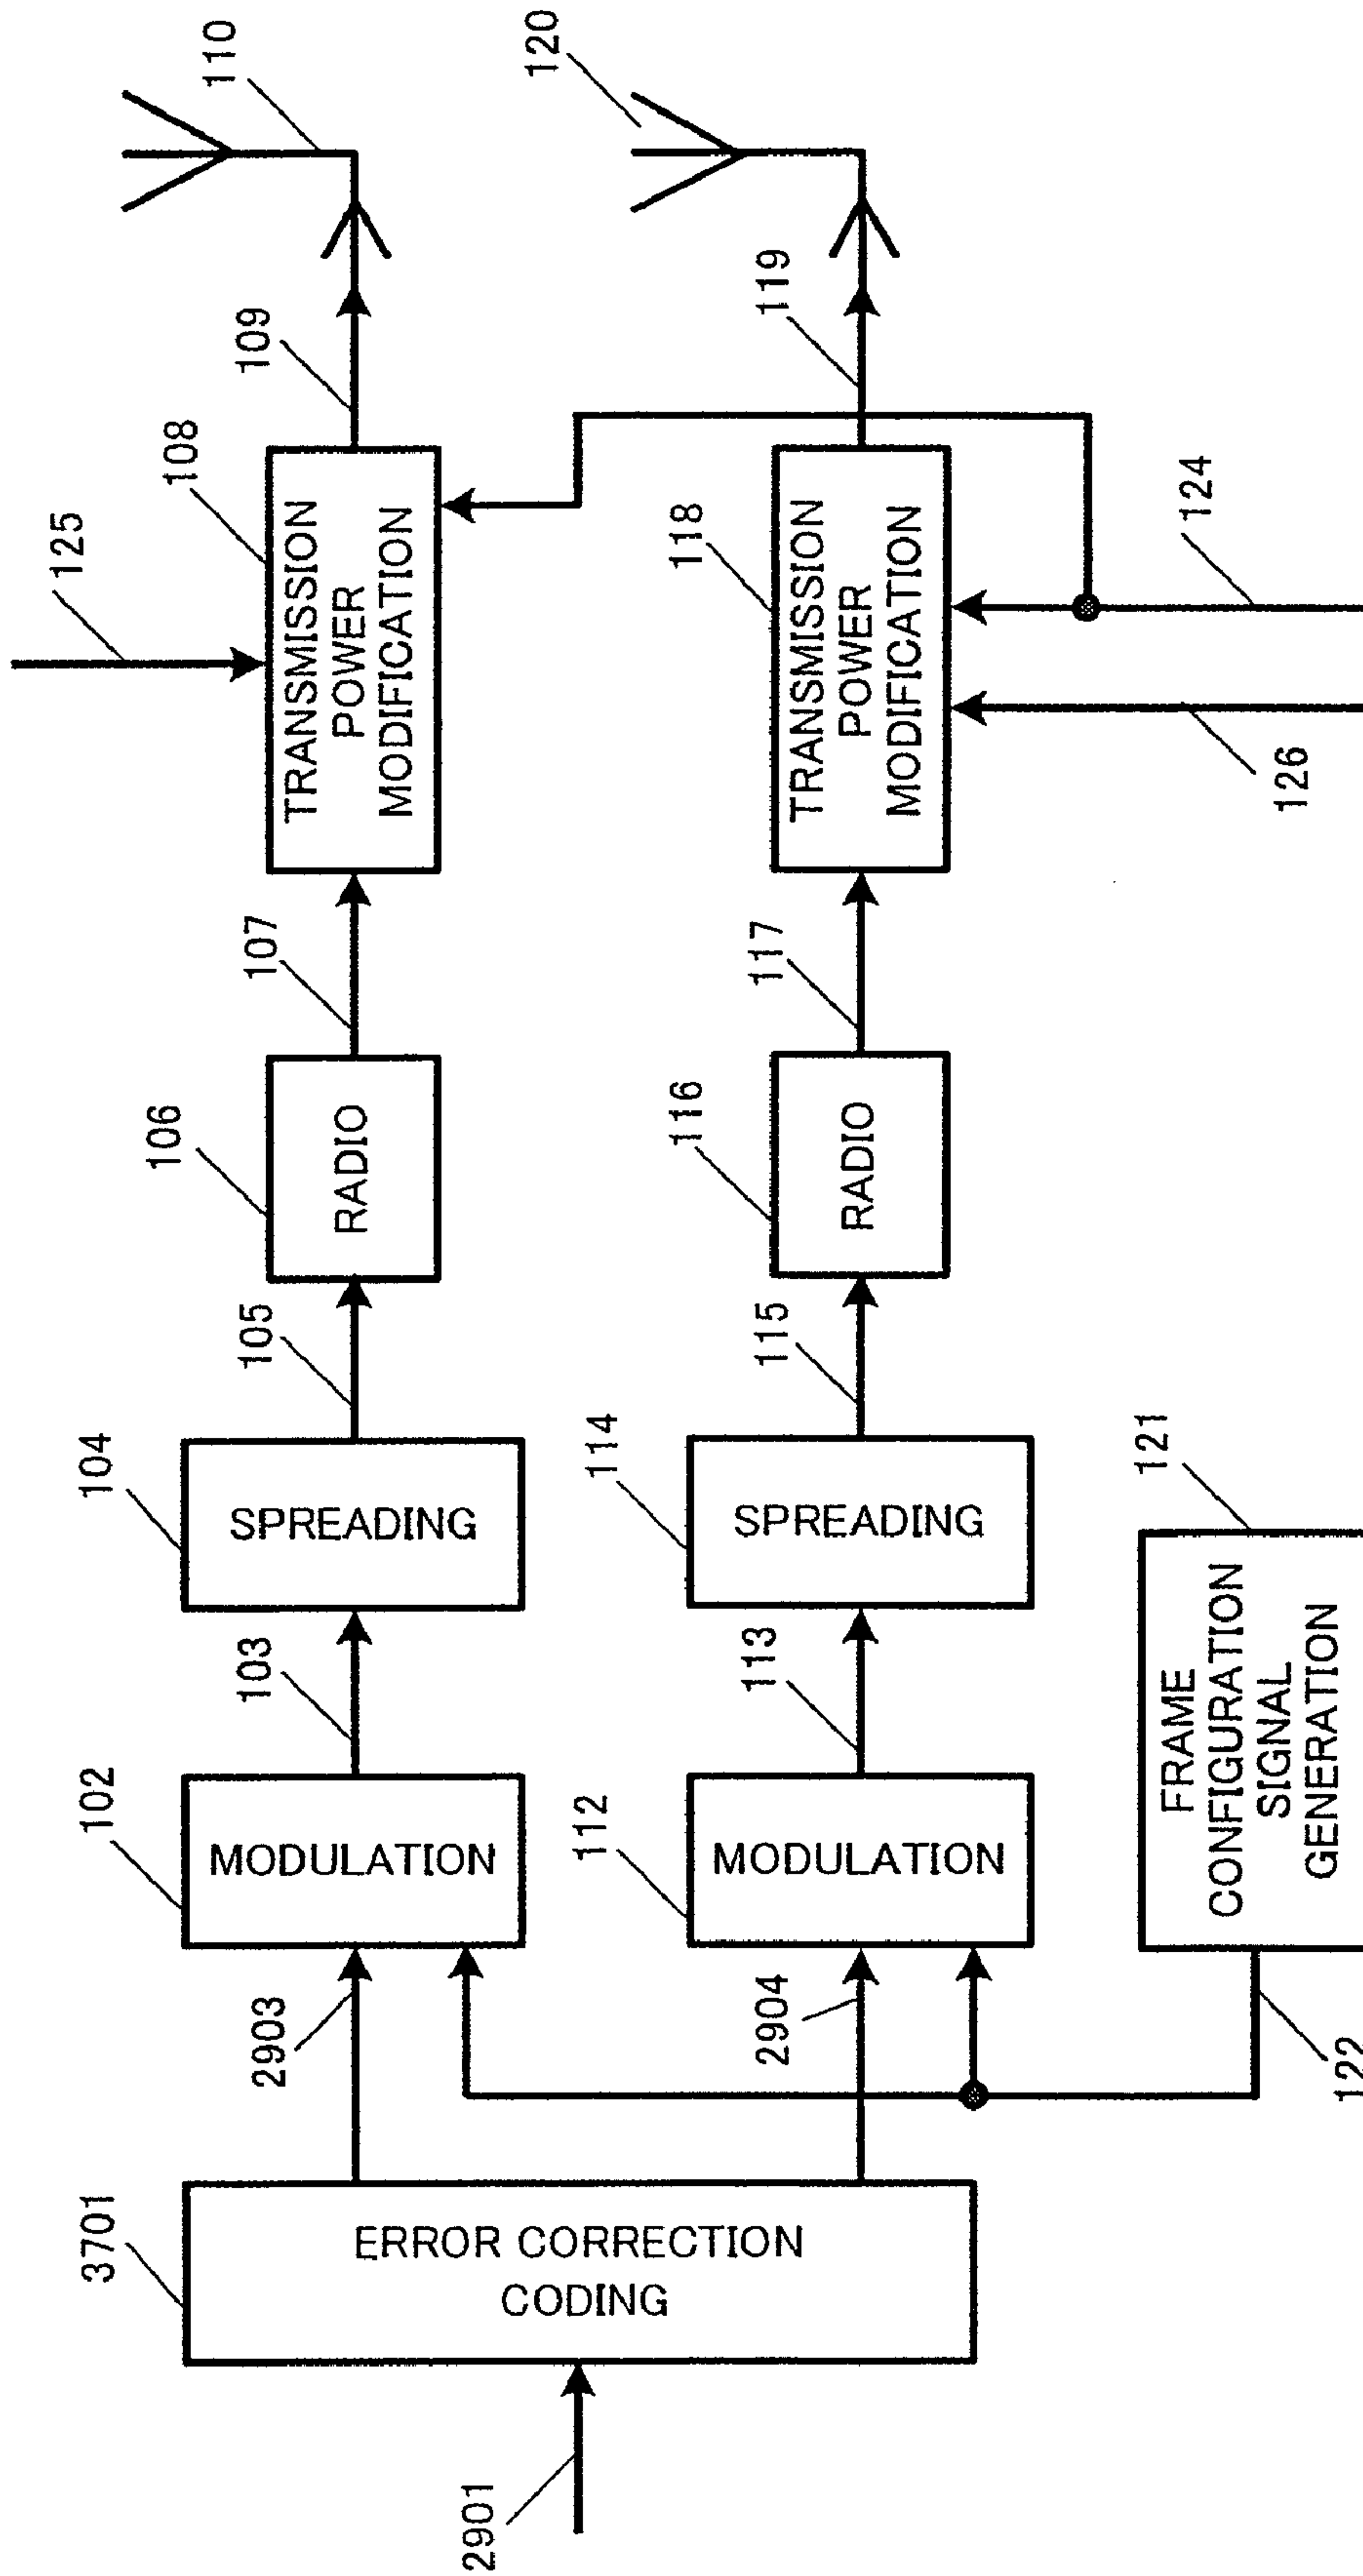 125
108
109
110
102
103
104
105
106
107
TRANSMISSION
POWER
MODIFICATION
2903
MODULATION
SPREADING
RADIO
3701
ERROR CORRECTION
CODING
2901
112
113
114
115
116
117
118
119
120
2904
MODULATION
SPREADING
RADIO
TRANSMISSION
POWER
MODIFICATION
121
FRAME
CONFIGURATION
SIGNAL
GENERATION
122
126
124